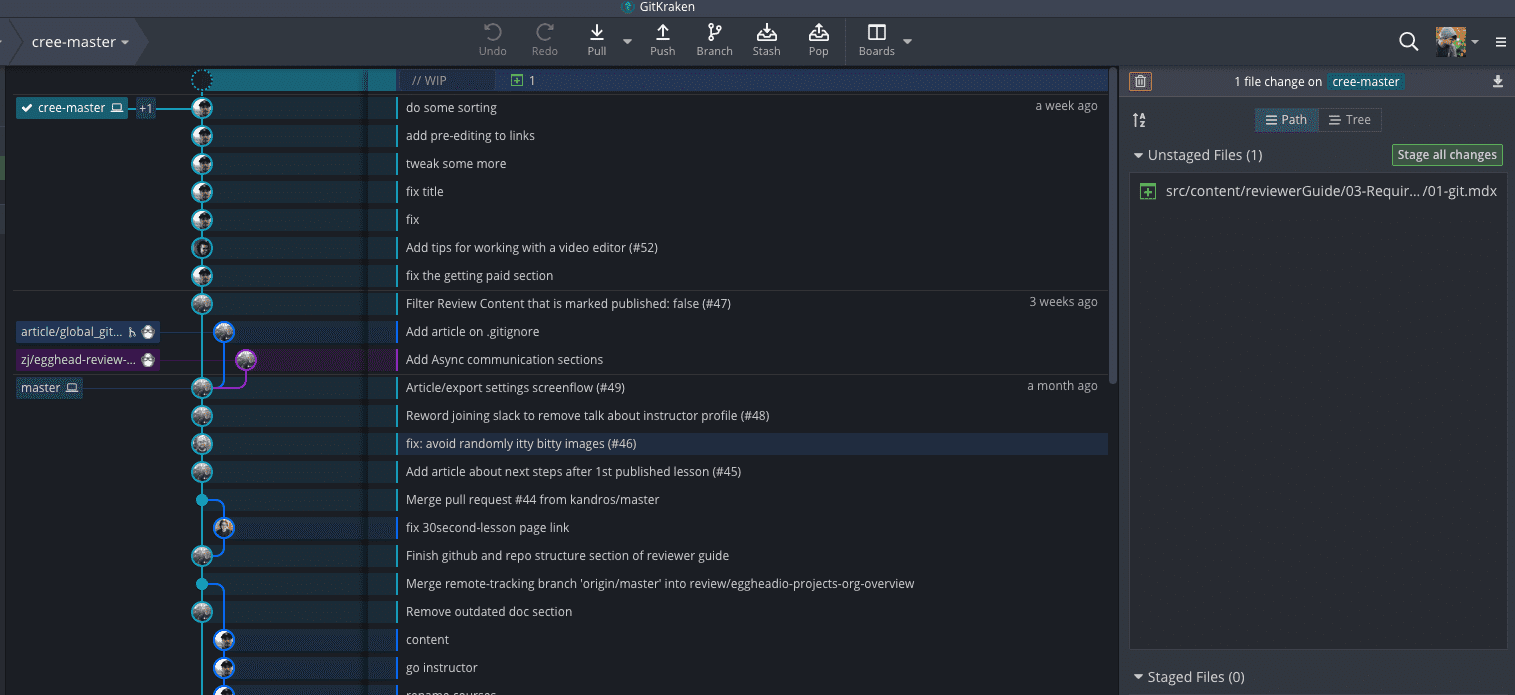 GitKraken
cree-master
Undo Redo Pull Push Branch Stash Pop Boards
// WIP 1
cree-master +1 do some sorting a week ago
add pre-editing to links
tweak some more
fix title
fix
Add tips for working with a video editor (#52)
fix the getting paid section
Filter Review Content that is marked published: false (#47) 3 weeks ago
article/global_git... Add article on .gitignore
zj/egghead-review-... Add Async communication sections
master Article/export settings screenflow (#49) a month ago
Reword joining slack to remove talk about instructor profile (#48)
fix: avoid randomly itty bitty images (#46)
Add article about next steps after 1st published lesson (#45)
Merge pull request #44 from kandros/master
fix 30second-lesson page link
Finish github and repo structure section of reviewer guide
Merge remote-tracking branch 'origin/master' into review/eggheadio-projects-org-overview
Remove outdated doc section
content
go instructor
rename courses
1 file change on cree-master
Path Tree
Unstaged Files (1) Stage all changes
src/content/reviewerGuide/03-Requir... /01-git.mdx
Staged Files (0)